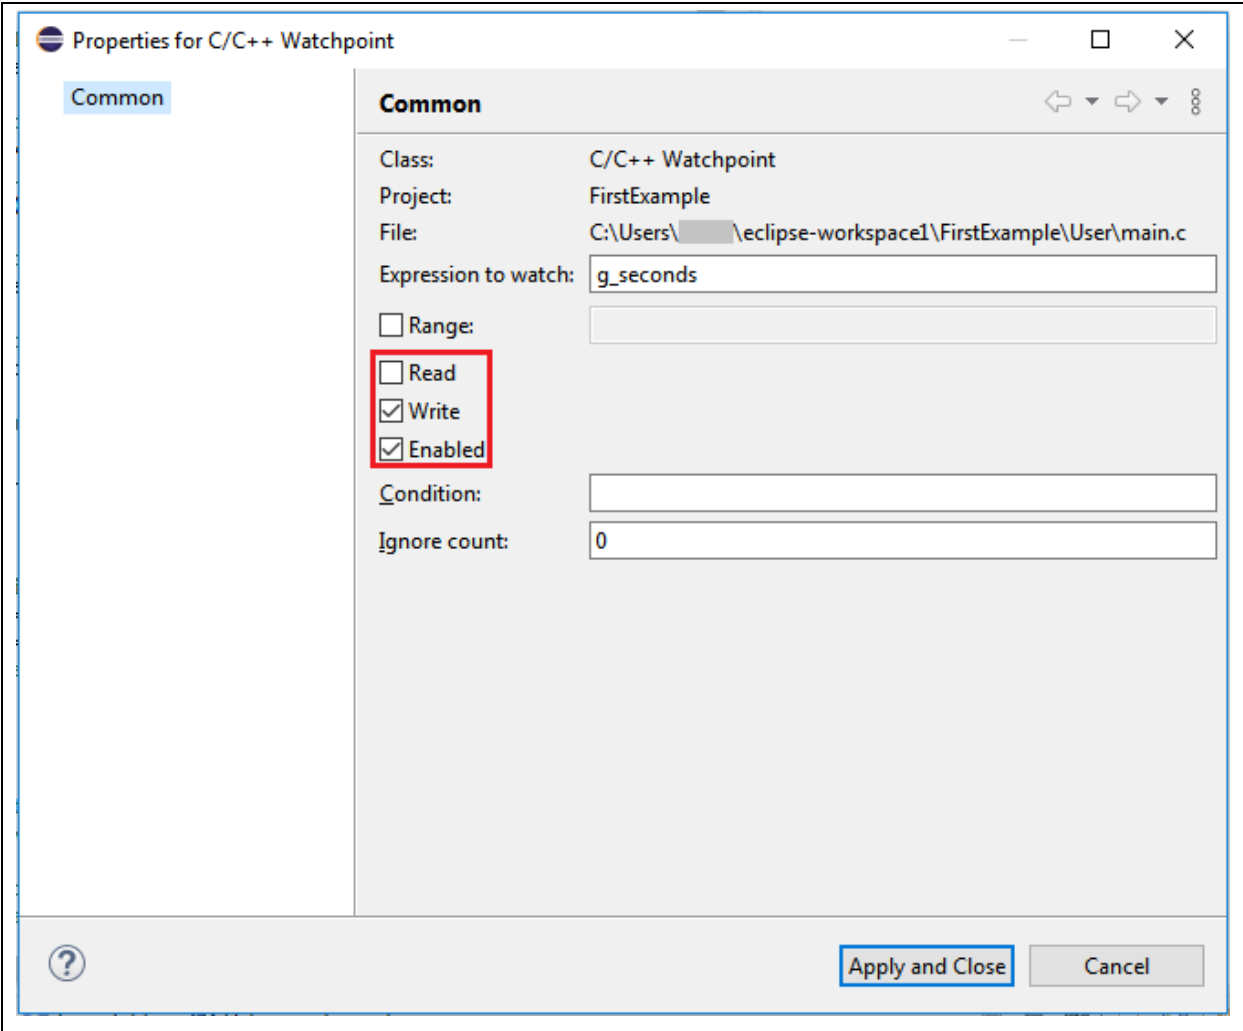 Properties for C/C++ Watchpoint
Common
Common
Class: C/C++ Watchpoint
Project: FirstExample
File: C:\Users\ \eclipse-workspace1\FirstExample\User\main.c
Expression to watch: g_seconds
Range:
Read
Write
Enabled
Condition:
Ignore count: 0
Apply and Close Cancel